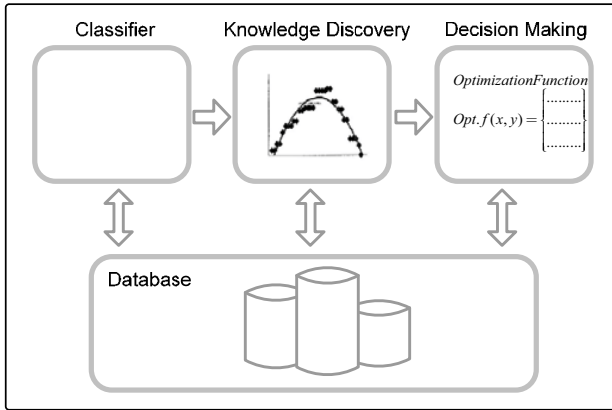 Classifier
Knowledge Discovery
Decision Making
OptimizationFunction
Opt.f(x,y)={
........
........
........
}
Database